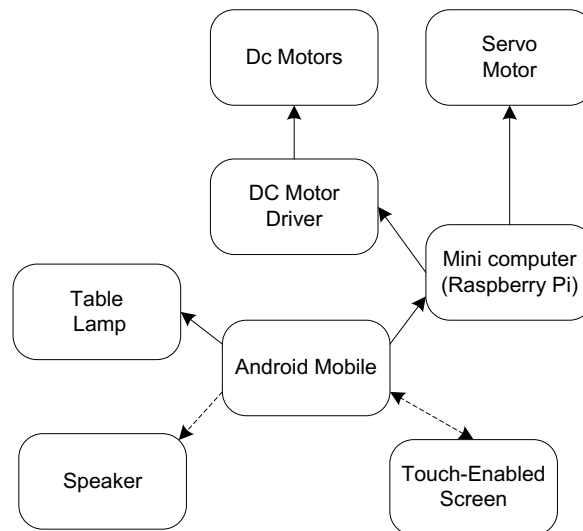 Dc Motors
Servo
Motor
DC Motor
Driver
Mini computer
(Raspberry Pi)
Table
Lamp
Android Mobile
Speaker
Touch-Enabled
Screen